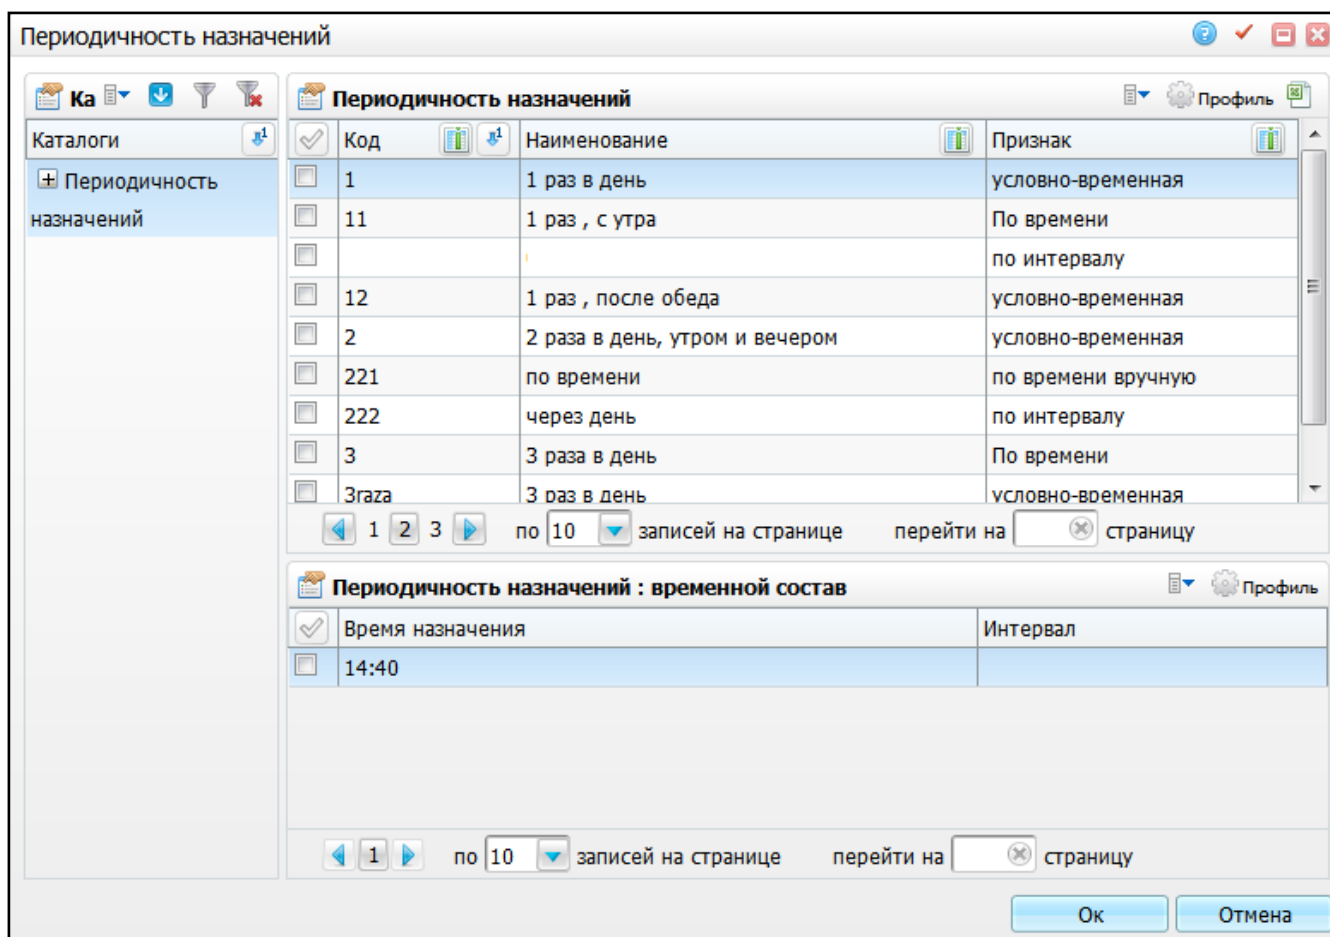 Периодичность назначений
Ка
Каталоги
Периодичность
назначений
Периодичность назначений Профиль
Код Наименование Признак
1 1 раз в день условно-временная
11 1 раз , с утра По времени
по интервалу
12 1 раз , после обеда условно-временная
2 2 раза в день, утром и вечером условно-временная
221 по времени по времени вручную
222 через день по интервалу
3 3 раза в день По времени
3raza 3 раз в день условно-временная
1 2 3 по 10 записей на странице перейти на страницу
Периодичность назначений : временной состав Профиль
Время назначения Интервал
14:40
1 по 10 записей на странице перейти на страницу
Ок Отмена